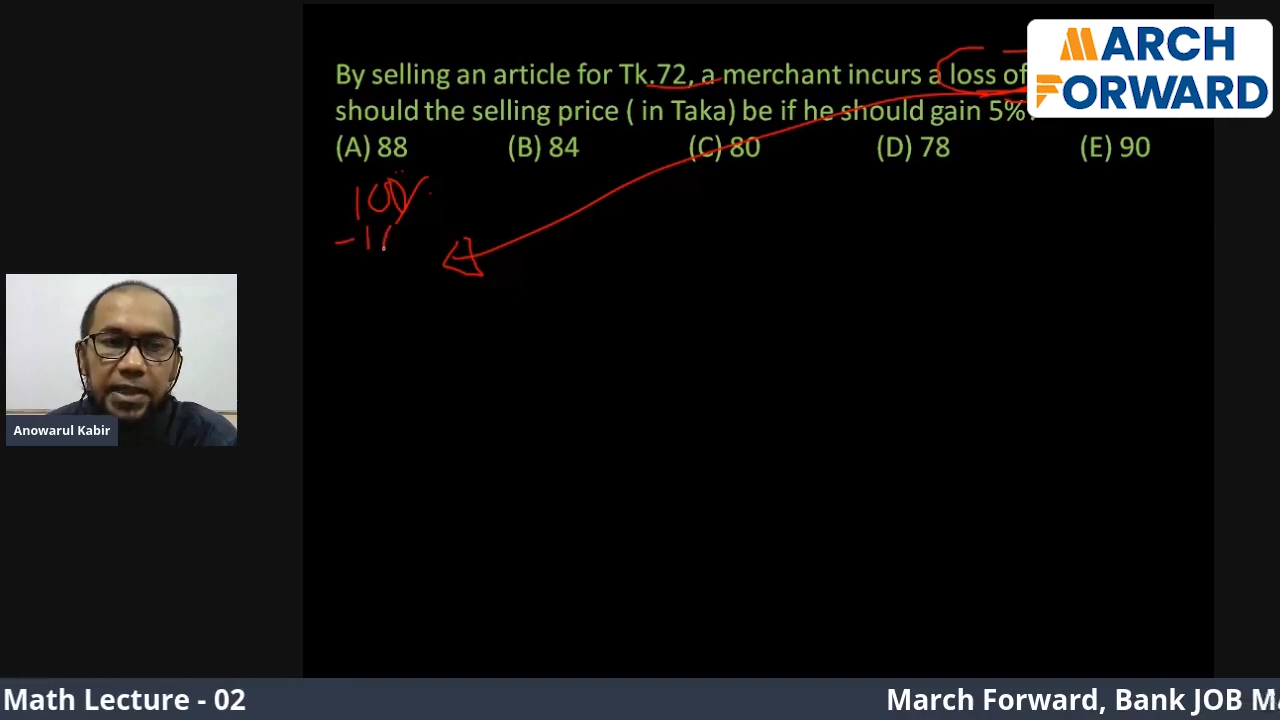 MARCH
FORWARD
By selling an article for Tk.72, a merchant incurs a loss of
should the selling price ( in Taka) be if he should gain 5%?
(A) 88 (B) 84 (C) 80 (D) 78 (E) 90
100%
Anowarul Kabir
Math Lecture - 02
March Forward, Bank JOB Ma